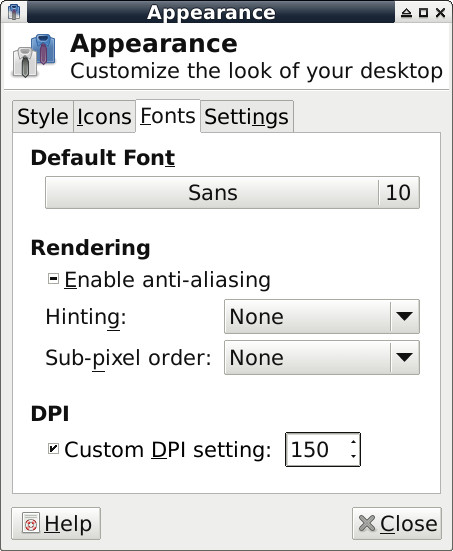 Appearance
Appearance
Customize the look of your desktop
Style Icons Fonts Settings
Default Font
Sans 10
Rendering
Enable anti-aliasing
Hinting: None
Sub-pixel order: None
DPI
Custom DPI setting: 150
Help Close